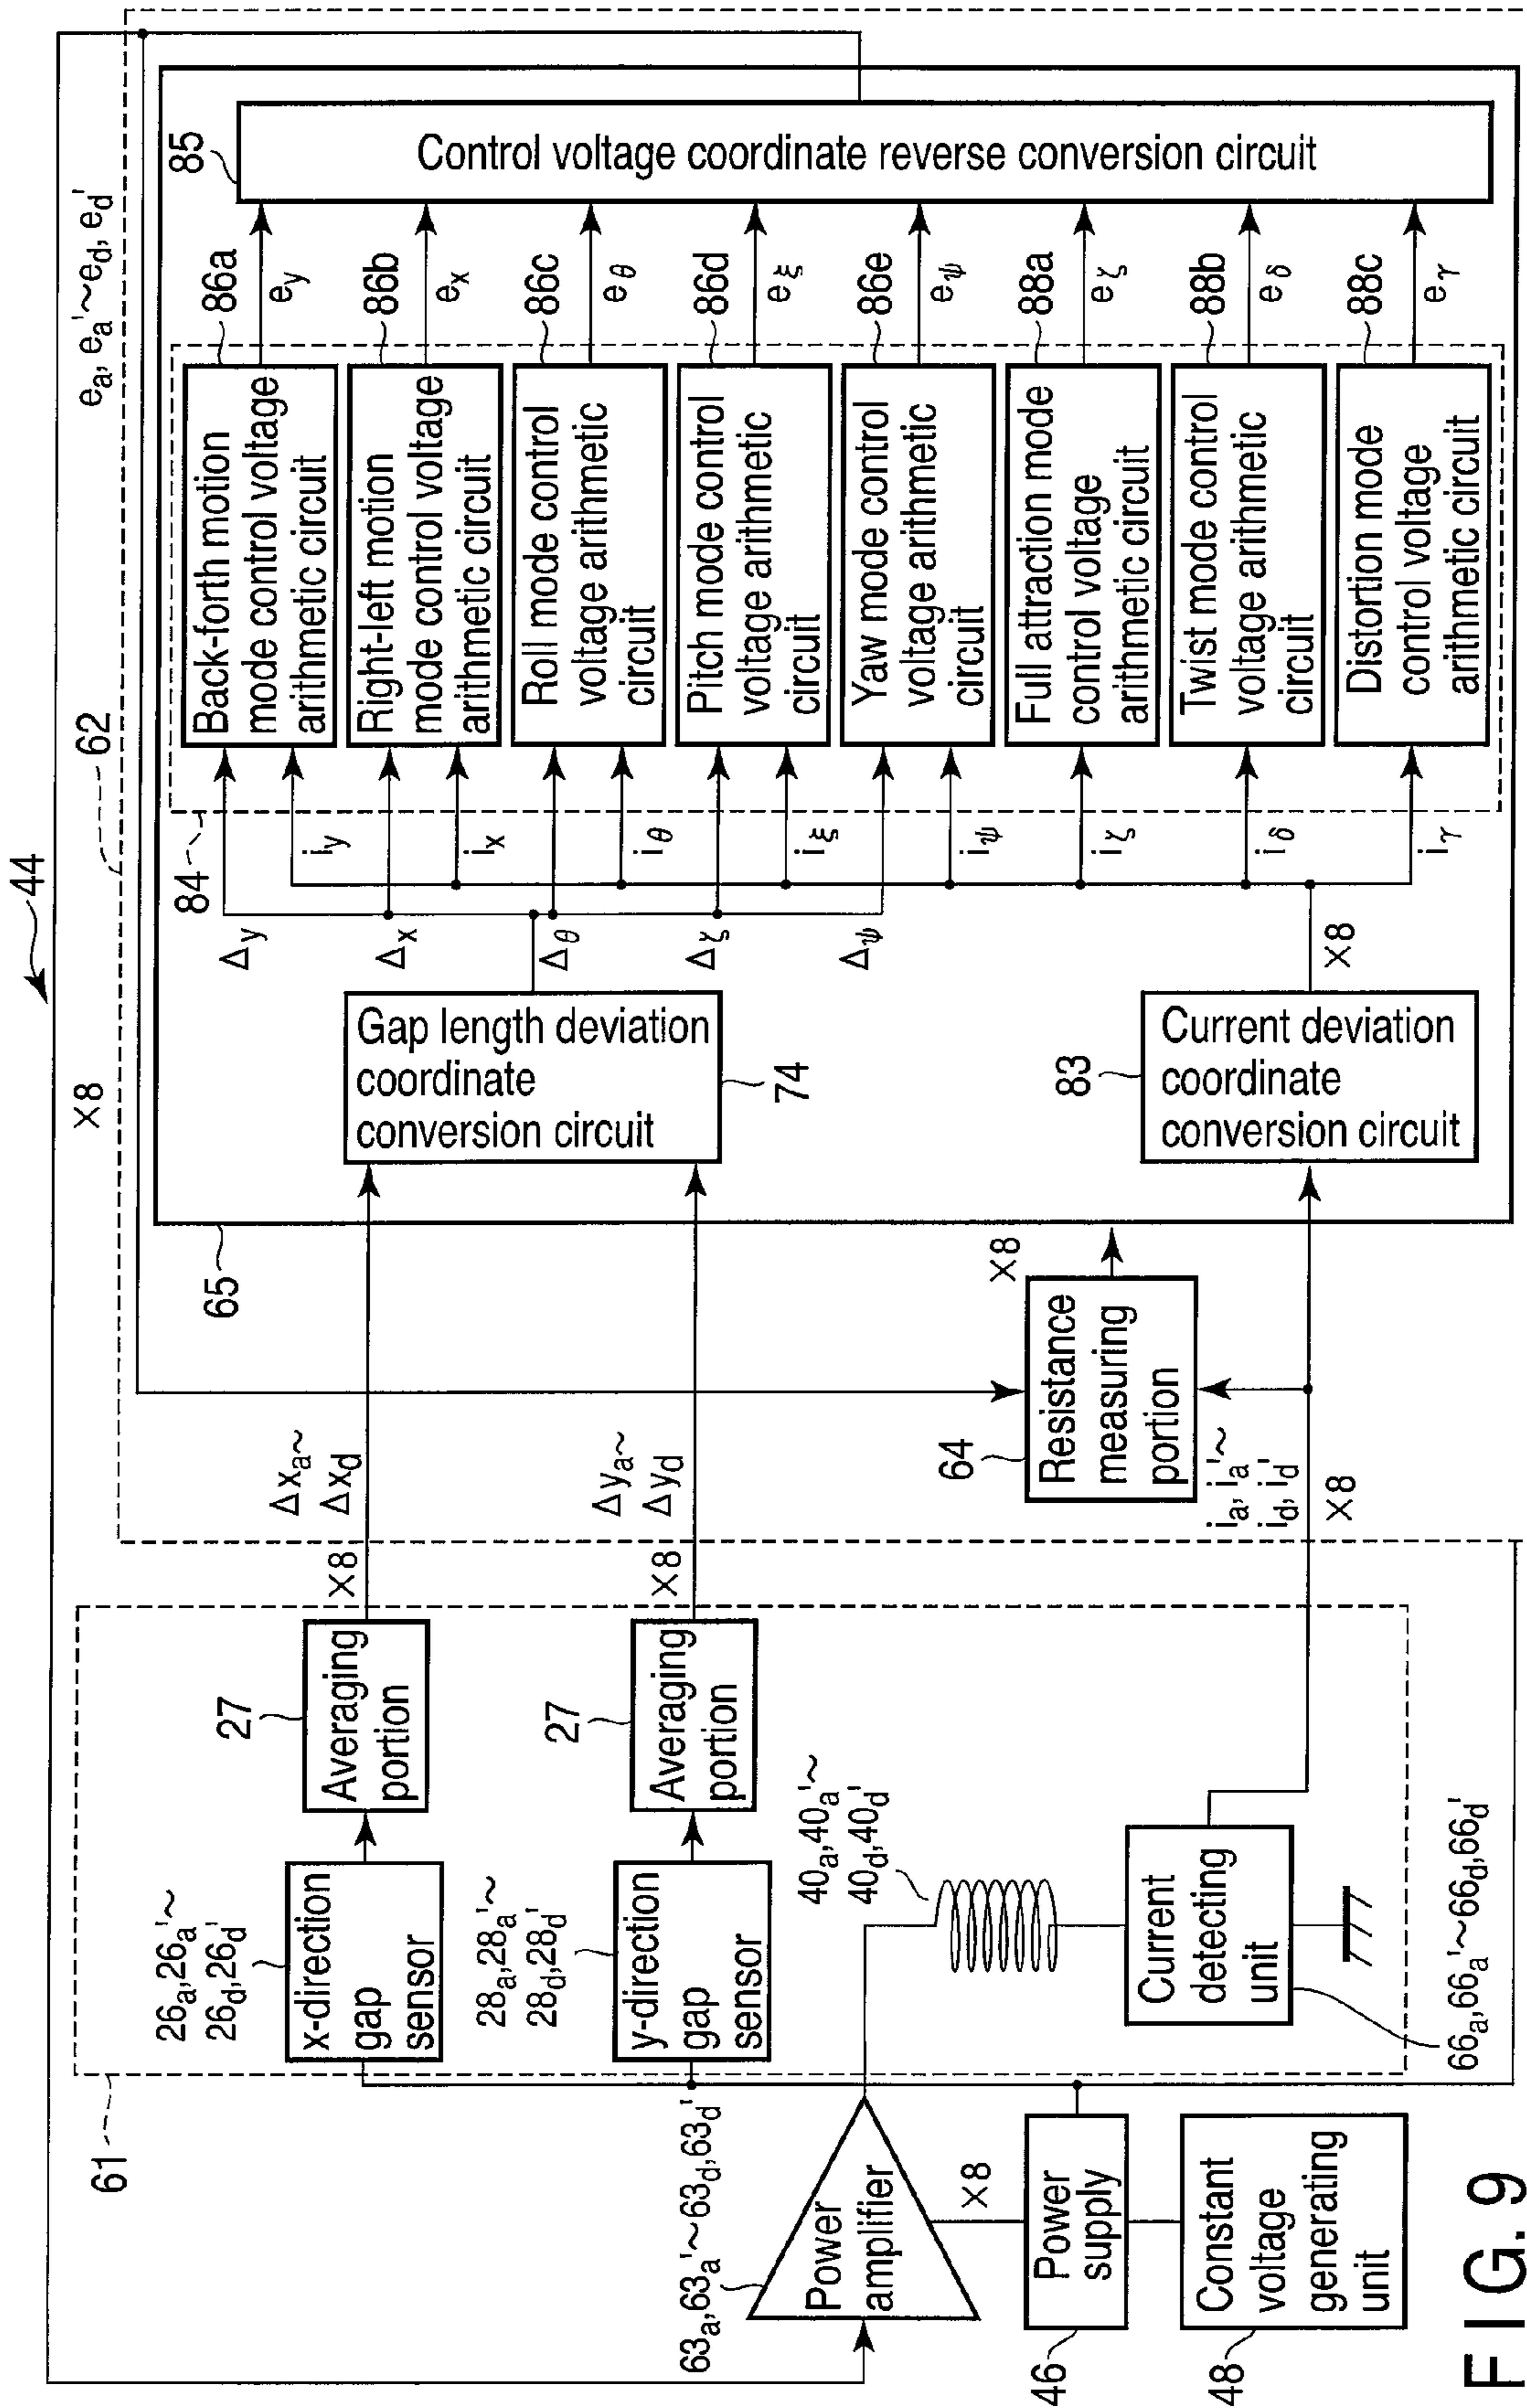 44
×8
62
e_a, e_a'~e_d, e_d'
61
26_a,26_a'~
26_d,26_d'
x-direction
gap
sensor
27
Averaging
portion
×8
Δx_a~
Δx_d
28_a,28_a'~
28_d,28_d'
y-direction
gap
sensor
27
Averaging
portion
×8
Δy_a~
Δy_d
63_a,63_a'~63_d,63_d'
Power
amplifier
×8
40_a,40_a'~
40_d,40_d'
Current
detecting
unit
66_a,66_a'~66_d,66_d'
46
Power
supply
48
Constant
voltage
generating
unit
64
Resistance
measuring
portion
×8
i_a, i_a'~
i_d, i_d'
×8
65
Gap length deviation
coordinate
conversion circuit
74
83
Current deviation
coordinate
conversion circuit
×8
84
Δy
Δx
Δθ
Δζ
Δψ
i_y
i_x
i_θ
i_ξ
i_ψ
i_ζ
i_δ
i_γ
Back-forth motion
mode control voltage
arithmetic circuit
86a
e_y
Right-left motion
mode control voltage
arithmetic circuit
86b
e_x
Roll mode control
voltage arithmetic
circuit
86c
e_θ
Pitch mode control
voltage arithmetic
circuit
86d
e_ξ
Yaw mode control
voltage arithmetic
circuit
86e
e_ψ
Full attraction mode
control voltage
arithmetic circuit
88a
e_ζ
Twist mode control
voltage arithmetic
circuit
88b
e_δ
Distortion mode
control voltage
arithmetic circuit
88c
e_γ
85
Control voltage coordinate reverse conversion circuit
FIG. 9